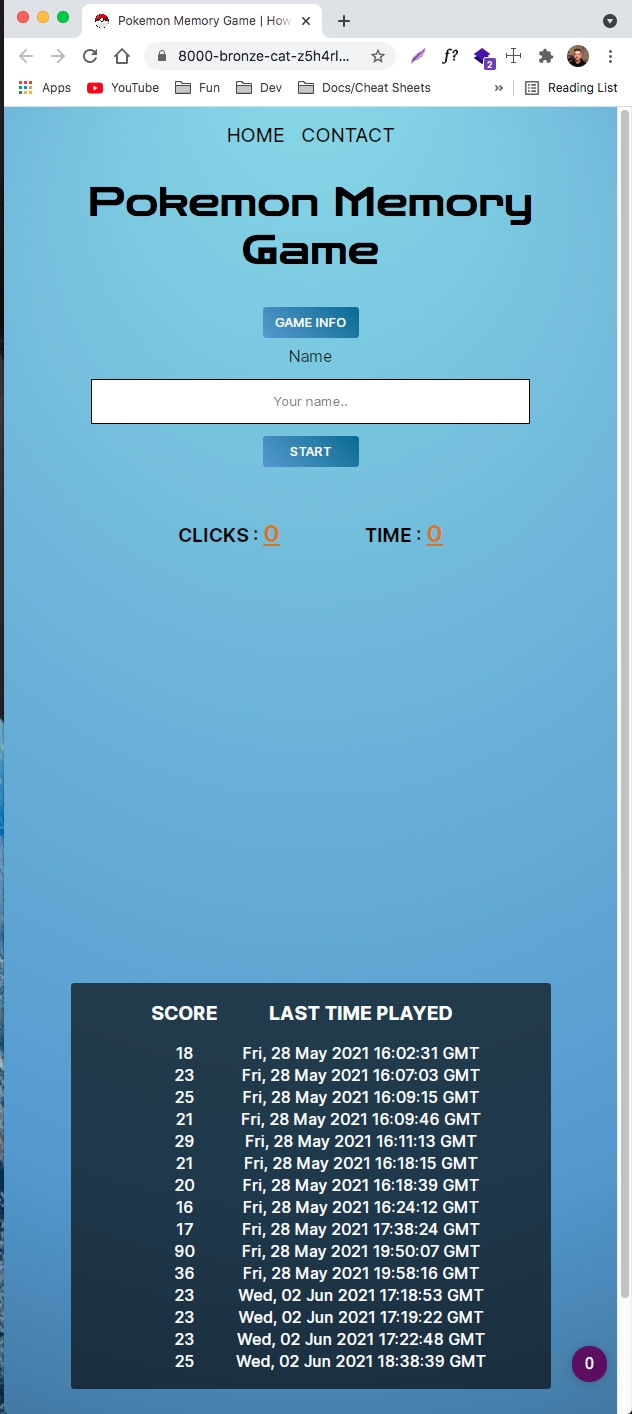 Pokemon Memory Game | How
8000-bronze-cat-z5h4rl...
f?
2
Apps YouTube Fun Dev Docs/Cheat Sheets » Reading List
HOME CONTACT
Pokemon Memory
Game
GAME INFO
Name
Your name..
START
CLICKS : 0 TIME : 0
SCORE LAST TIME PLAYED
18 Fri, 28 May 2021 16:02:31 GMT
23 Fri, 28 May 2021 16:07:03 GMT
25 Fri, 28 May 2021 16:09:15 GMT
21 Fri, 28 May 2021 16:09:46 GMT
29 Fri, 28 May 2021 16:11:13 GMT
21 Fri, 28 May 2021 16:18:15 GMT
20 Fri, 28 May 2021 16:18:39 GMT
16 Fri, 28 May 2021 16:24:12 GMT
17 Fri, 28 May 2021 17:38:24 GMT
90 Fri, 28 May 2021 19:50:07 GMT
36 Fri, 28 May 2021 19:58:16 GMT
23 Wed, 02 Jun 2021 17:18:53 GMT
23 Wed, 02 Jun 2021 17:19:22 GMT
23 Wed, 02 Jun 2021 17:22:48 GMT
25 Wed, 02 Jun 2021 18:38:39 GMT
0